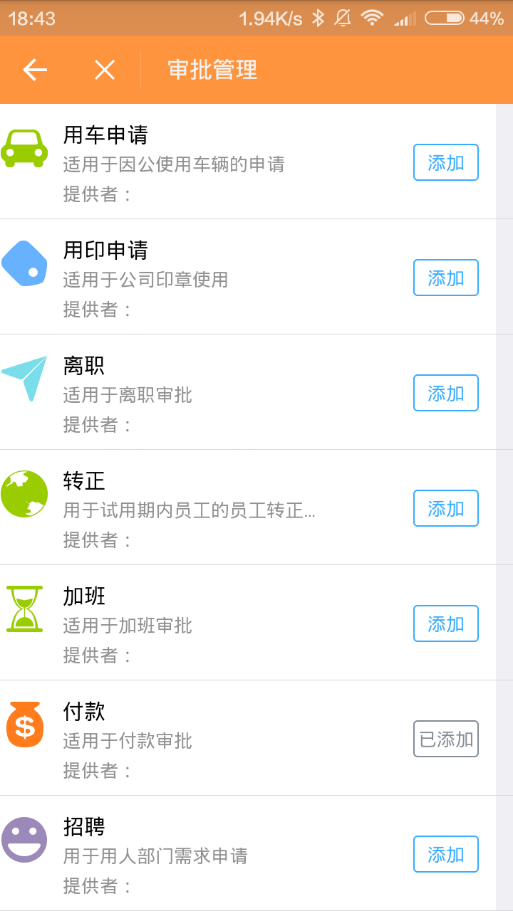 18:43 1.94K/s 44%
审批管理
用车申请
适用于因公使用车辆的申请
提供者：
添加
用印申请
适用于公司印章使用
提供者：
添加
离职
适用于离职审批
提供者：
添加
转正
用于试用期内员工的员工转正...
提供者：
添加
加班
适用于加班审批
提供者：
添加
付款
适用于付款审批
提供者：
已添加
招聘
用于用人部门需求申请
提供者：
添加